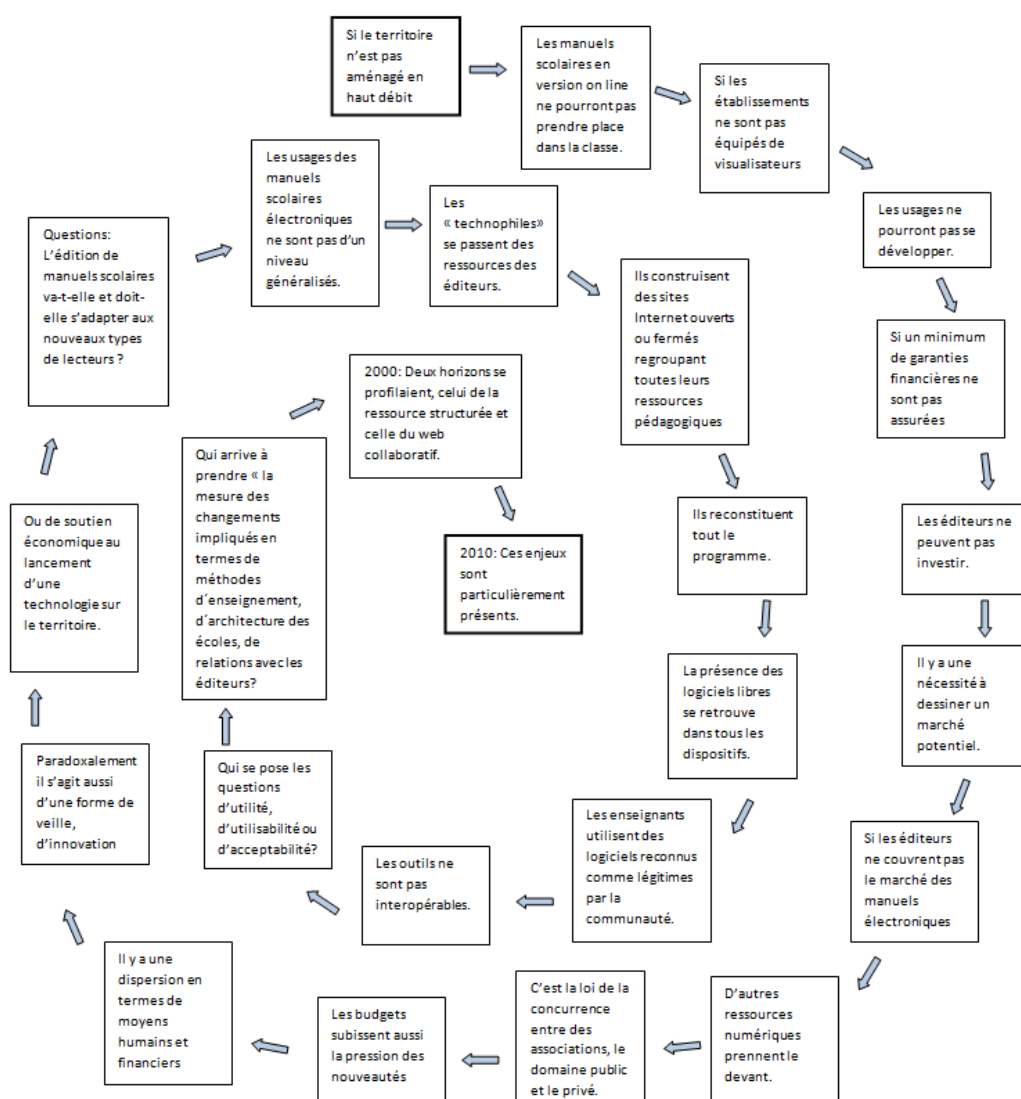 Si le territoire
n’est pas
aménagé en
haut débit
Les manuels
scolaires en
version on line
ne pourront pas
prendre place
dans la classe.
Si les
établissements
ne sont pas
équipés de
visualisateurs
Les usages ne
pourront pas se
développer.
Si un minimum
de garanties
financières ne
sont pas
assurées
Les éditeurs ne
peuvent pas
investir.
Il y a une
nécessité à
dessiner un
marché
potentiel.
Si les éditeurs
ne couvrent pas
le marché des
manuels
électroniques
D’autres
ressources
numériques
prennent le
devant.
C’est la loi de la
concurrence
entre des
associations, le
domaine public
et le privé.
Les budgets
subissent aussi
la pression des
nouveautés
Il y a une
dispersion en
termes de
moyens
humains et
financiers
Paradoxalement
il s’agit aussi
d’une forme de
veille,
d’innovation
Ou de soutien
économique au
lancement
d’une
technologie sur
le territoire.
Questions:
L’édition de
manuels scolaires
va-t-elle et doit-
elle s’adapter aux
nouveaux types
de lecteurs ?
Les usages des
manuels
scolaires
électroniques
ne sont pas d’un
niveau
généralisés.
Les
« technophiles»
se passent des
ressources des
éditeurs.
Ils construisent
des sites
Internet ouverts
ou fermés
regroupant
toutes leurs
ressources
pédagogiques
Ils reconstituent
tout le
programme.
La présence des
logiciels libres
se retrouve
dans tous les
dispositifs.
Les enseignants
utilisent des
logiciels reconnus
comme légitimes
par la
communauté.
Les outils ne
sont pas
interopérables.
Qui se pose les
questions
d’utilité,
d’utilisabilité ou
d’acceptabilité?
Qui arrive à
prendre « la
mesure des
changements
impliqués en
termes de
méthodes
d´enseignement,
d´architecture des
écoles, de
relations avec les
éditeurs?
2000: Deux horizons se
profilaient, celui de la
ressource structurée et
celle du web
collaboratif.
2010: Ces enjeux
sont
particulièrement
présents.